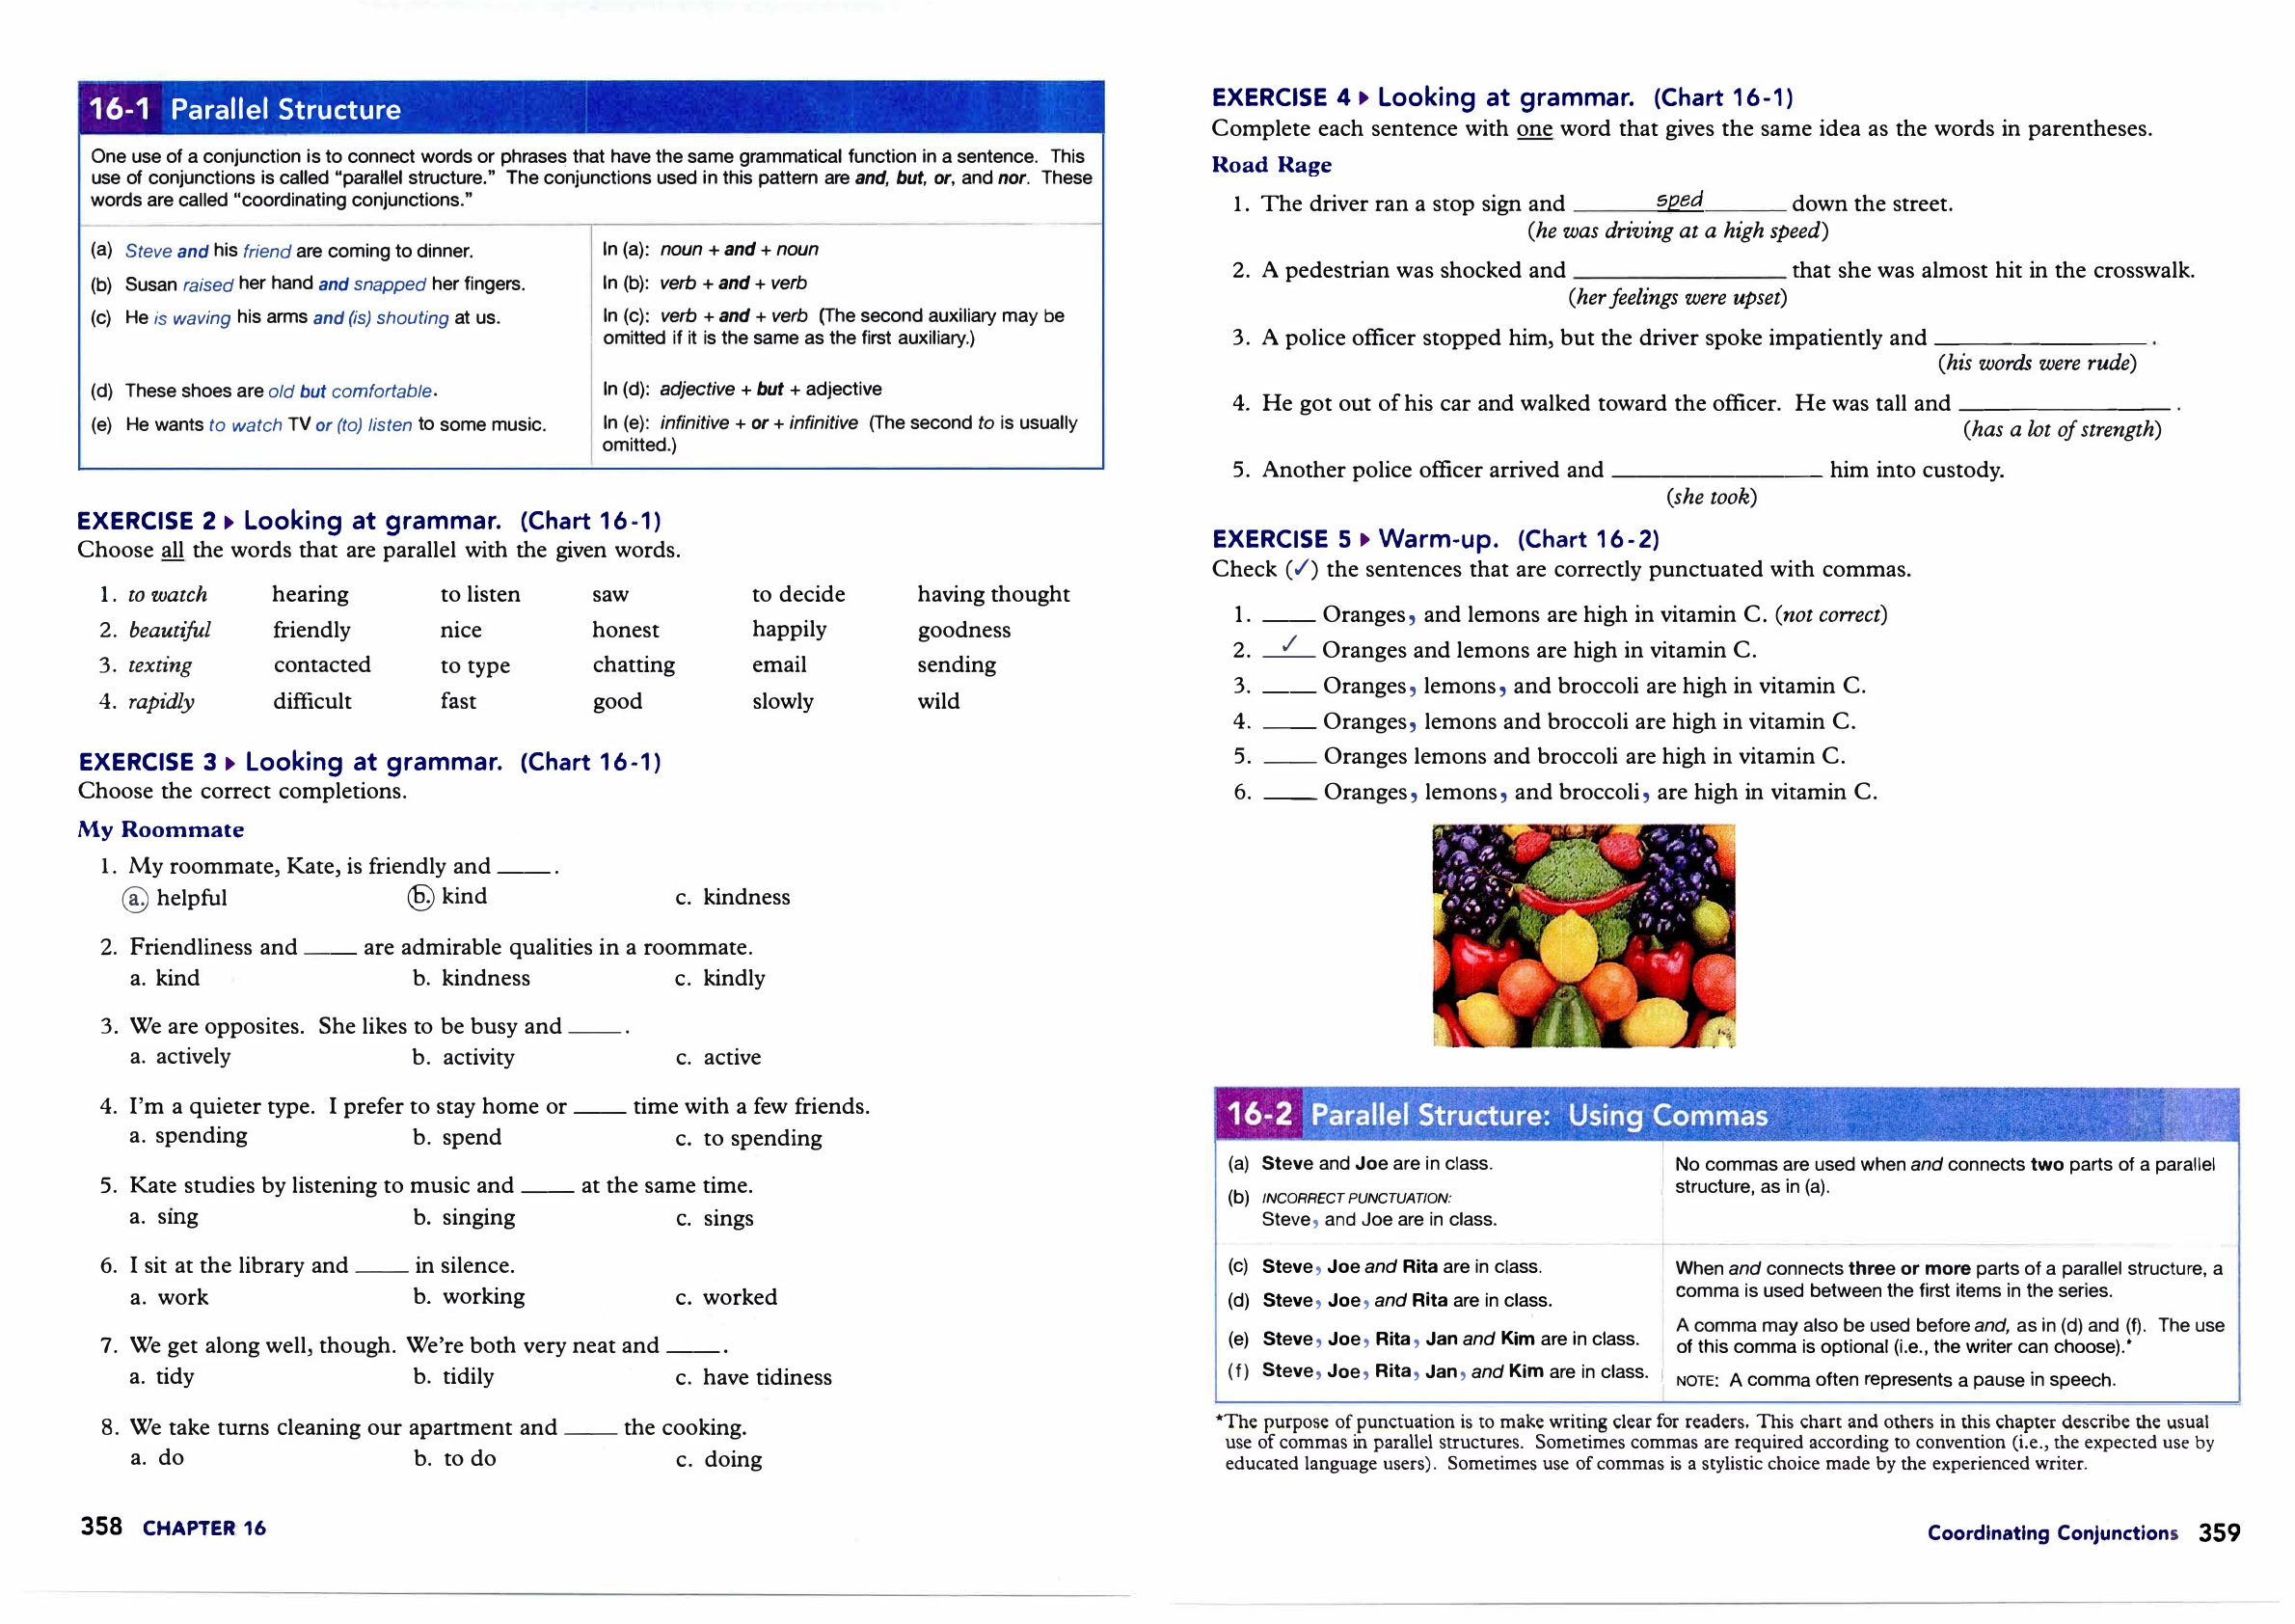 16-1 Parallel Structure
One use of a conjunction is to connect words or phrases that have the same grammatical function in a sentence. This
use of conjunctions is called “parallel structure.” The conjunctions used in this pattern are and, but, or, and nor. These
words are called “coordinating conjunctions.”
(a) Steve and his friend are coming to dinner.
In (a): noun + and + noun
(b) Susan raised her hand and snapped her fingers.
In (b): verb + and + verb
(c) He is waving his arms and (is) shouting at us.
In (c): verb + and + verb (The second auxiliary may be
omitted if it is the same as the first auxiliary.)
(d) These shoes are old but comfortable.
In (d): adjective + but + adjective
(e) He wants to watch TV or (to) listen to some music.
In (e): infinitive + or + infinitive (The second to is usually
omitted.)
EXERCISE 2 ▸ Looking at grammar. (Chart 16-1)
Choose all the words that are parallel with the given words.
1. to watch hearing to listen saw to decide having thought
2. beautiful friendly nice honest happily goodness
3. texting contacted to type chatting email sending
4. rapidly difficult fast good slowly wild
EXERCISE 3 ▸ Looking at grammar. (Chart 16-1)
Choose the correct completions.
My Roommate
1. My roommate, Kate, is friendly and ____.
a. helpful b. kind c. kindness
2. Friendliness and ____ are admirable qualities in a roommate.
a. kind b. kindness c. kindly
3. We are opposites. She likes to be busy and ____.
a. actively b. activity c. active
4. I’m a quieter type. I prefer to stay home or ____ time with a few friends.
a. spending b. spend c. to spending
5. Kate studies by listening to music and ____ at the same time.
a. sing b. singing c. sings
6. I sit at the library and ____ in silence.
a. work b. working c. worked
7. We get along well, though. We’re both very neat and ____.
a. tidy b. tidily c. have tidiness
8. We take turns cleaning our apartment and ____ the cooking.
a. do b. to do c. doing
358 CHAPTER 16
EXERCISE 4 ▸ Looking at grammar. (Chart 16-1)
Complete each sentence with one word that gives the same idea as the words in parentheses.
Road Rage
1. The driver ran a stop sign and ____sped____ down the street.
(he was driving at a high speed)
2. A pedestrian was shocked and ________ that she was almost hit in the crosswalk.
(her feelings were upset)
3. A police officer stopped him, but the driver spoke impatiently and ________.
(his words were rude)
4. He got out of his car and walked toward the officer. He was tall and ________.
(has a lot of strength)
5. Another police officer arrived and ________ him into custody.
(she took)
EXERCISE 5 ▸ Warm-up. (Chart 16-2)
Check (✓) the sentences that are correctly punctuated with commas.
1. ____ Oranges, and lemons are high in vitamin C. (not correct)
2. ✓ Oranges and lemons are high in vitamin C.
3. ____ Oranges, lemons, and broccoli are high in vitamin C.
4. ____ Oranges, lemons and broccoli are high in vitamin C.
5. ____ Oranges lemons and broccoli are high in vitamin C.
6. ____ Oranges, lemons, and broccoli, are high in vitamin C.
16-2 Parallel Structure: Using Commas
(a) Steve and Joe are in class.
(b) INCORRECT PUNCTUATION:
Steve, and Joe are in class.
No commas are used when and connects two parts of a parallel
structure, as in (a).
(c) Steve, Joe and Rita are in class.
(d) Steve, Joe, and Rita are in class.
(e) Steve, Joe, Rita, Jan and Kim are in class.
(f) Steve, Joe, Rita, Jan, and Kim are in class.
When and connects three or more parts of a parallel structure, a
comma is used between the first items in the series.
A comma may also be used before and, as in (d) and (f). The use
of this comma is optional (i.e., the writer can choose).*
NOTE: A comma often represents a pause in speech.
*The purpose of punctuation is to make writing clear for readers. This chart and others in this chapter describe the usual
use of commas in parallel structures. Sometimes commas are required according to convention (i.e., the expected use by
educated language users). Sometimes use of commas is a stylistic choice made by the experienced writer.
Coordinating Conjunctions 359